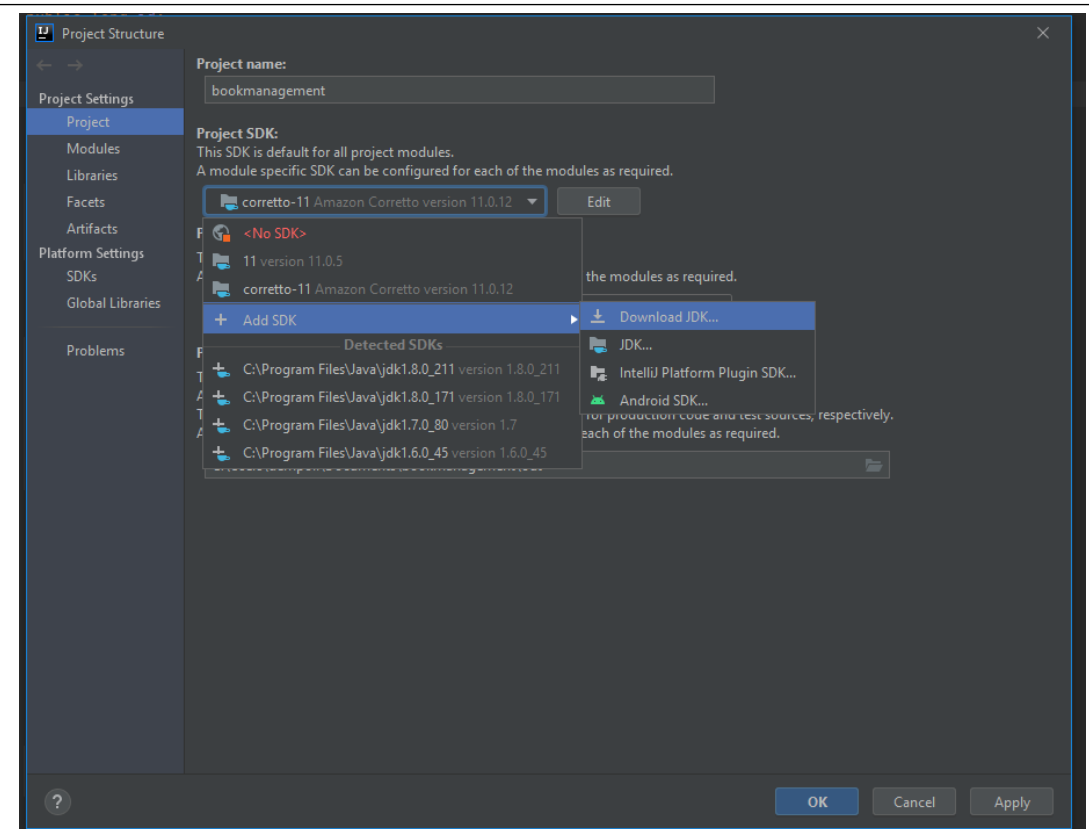 Project Structure
Project name:
bookmanagement
Project Settings
Project
Modules
Libraries
Facets
Artifacts
Platform Settings
SDKs
Global Libraries
Problems
Project SDK:
This SDK is default for all project modules.
A module specific SDK can be configured for each of the modules as required.
corretto-11 Amazon Corretto version 11.0.12
Edit
<No SDK>
11 version 11.0.5
the modules as required.
corretto-11 Amazon Corretto version 11.0.12
Add SDK
Download JDK...
Detected SDKs
JDK...
C:\Program Files\Java\jdk1.8.0_211 version 1.8.0_211
IntelliJ Platform Plugin SDK...
C:\Program Files\Java\jdk1.8.0_171 version 1.8.0_171
Android SDK...
for production code and test sources, respectively.
C:\Program Files\Java\jdk1.7.0_80 version 1.7
each of the modules as required.
C:\Program Files\Java\jdk1.6.0_45 version 1.6.0_45
?
OK
Cancel
Apply